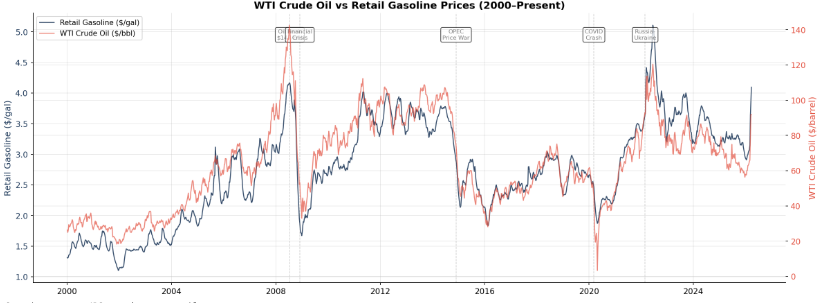 WTI Crude Oil vs Retail Gasoline Prices (2000–Present)
Retail Gasoline ($/gal)
WTI Crude Oil ($/bbl)
Financial
Crisis
OPEC
Price War
COVID
Crash
Russia-
Ukraine
Retail Gasoline ($/gal)
5.0
4.5
4.0
3.5
3.0
2.5
2.0
1.5
1.0
WTI Crude Oil ($/barrel)
140
120
100
80
60
40
20
0
2000
2004
2008
2012
2016
2020
2024